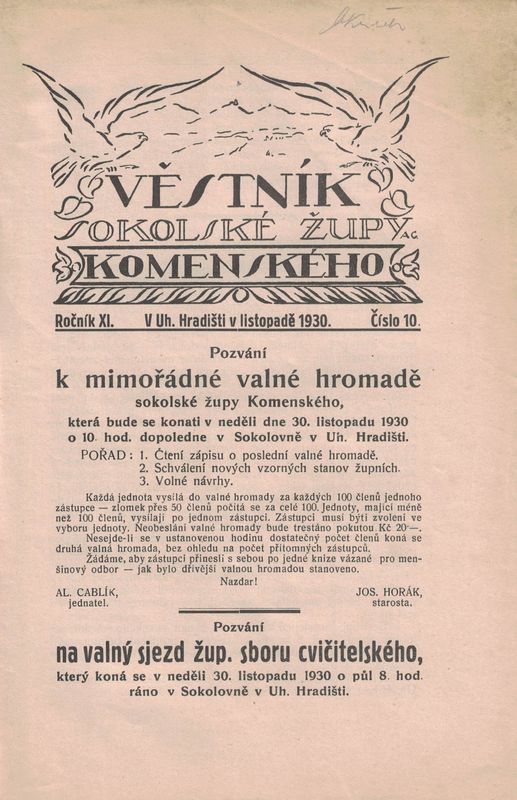 VĚSTNÍK
SOKOLSKÉ ŽUPY
KOMENSKÉHO
Ročník XI. V Uh. Hradišti v listopadě 1930. Číslo 10.
Pozvání
k mimořádné valné hromadě
sokolské župy Komenského,
která bude se konati v neděli dne 30. listopadu 1930
o 10 hod. dopoledne v Sokolovně v Uh. Hradišti.
POŘAD: 1. Čtení zápisu o poslední valné hromadě.
2. Schválení nových vzorných stanov župních.
3. Volné návrhy.
Každá jednota vysílá do valné hromady za každých 100 členů jednoho
zástupce — zlomek přes 50 členů počítá se za celé 100. Jednoty, mající méně
než 100 členů, vysílají po jednom zástupci. Zástupci musí býti zvoleni ve
výboru jednoty. Neobeslání valné hromady bude trestáno pokutou Kč 20—.
Nesejde-li se v ustanovenou hodinu dostatečný počet členů koná se
druhá valná hromada, bez ohledu na počet přítomných zástupců.
Žádáme, aby zástupci přinesli s sebou po jedné knize vázané pro men-
šinový odbor — jak bylo dřívější valnou hromadou stanoveno.
Nazdar!
AL. CABLÍK, JOS. HORÁK,
jednatel. starosta.
Pozvání
na valný sjezd žup. sboru cvičitelského,
který koná se v neděli 30. listopadu 1930 o půl 8. hod.
ráno v Sokolovně v Uh. Hradišti.